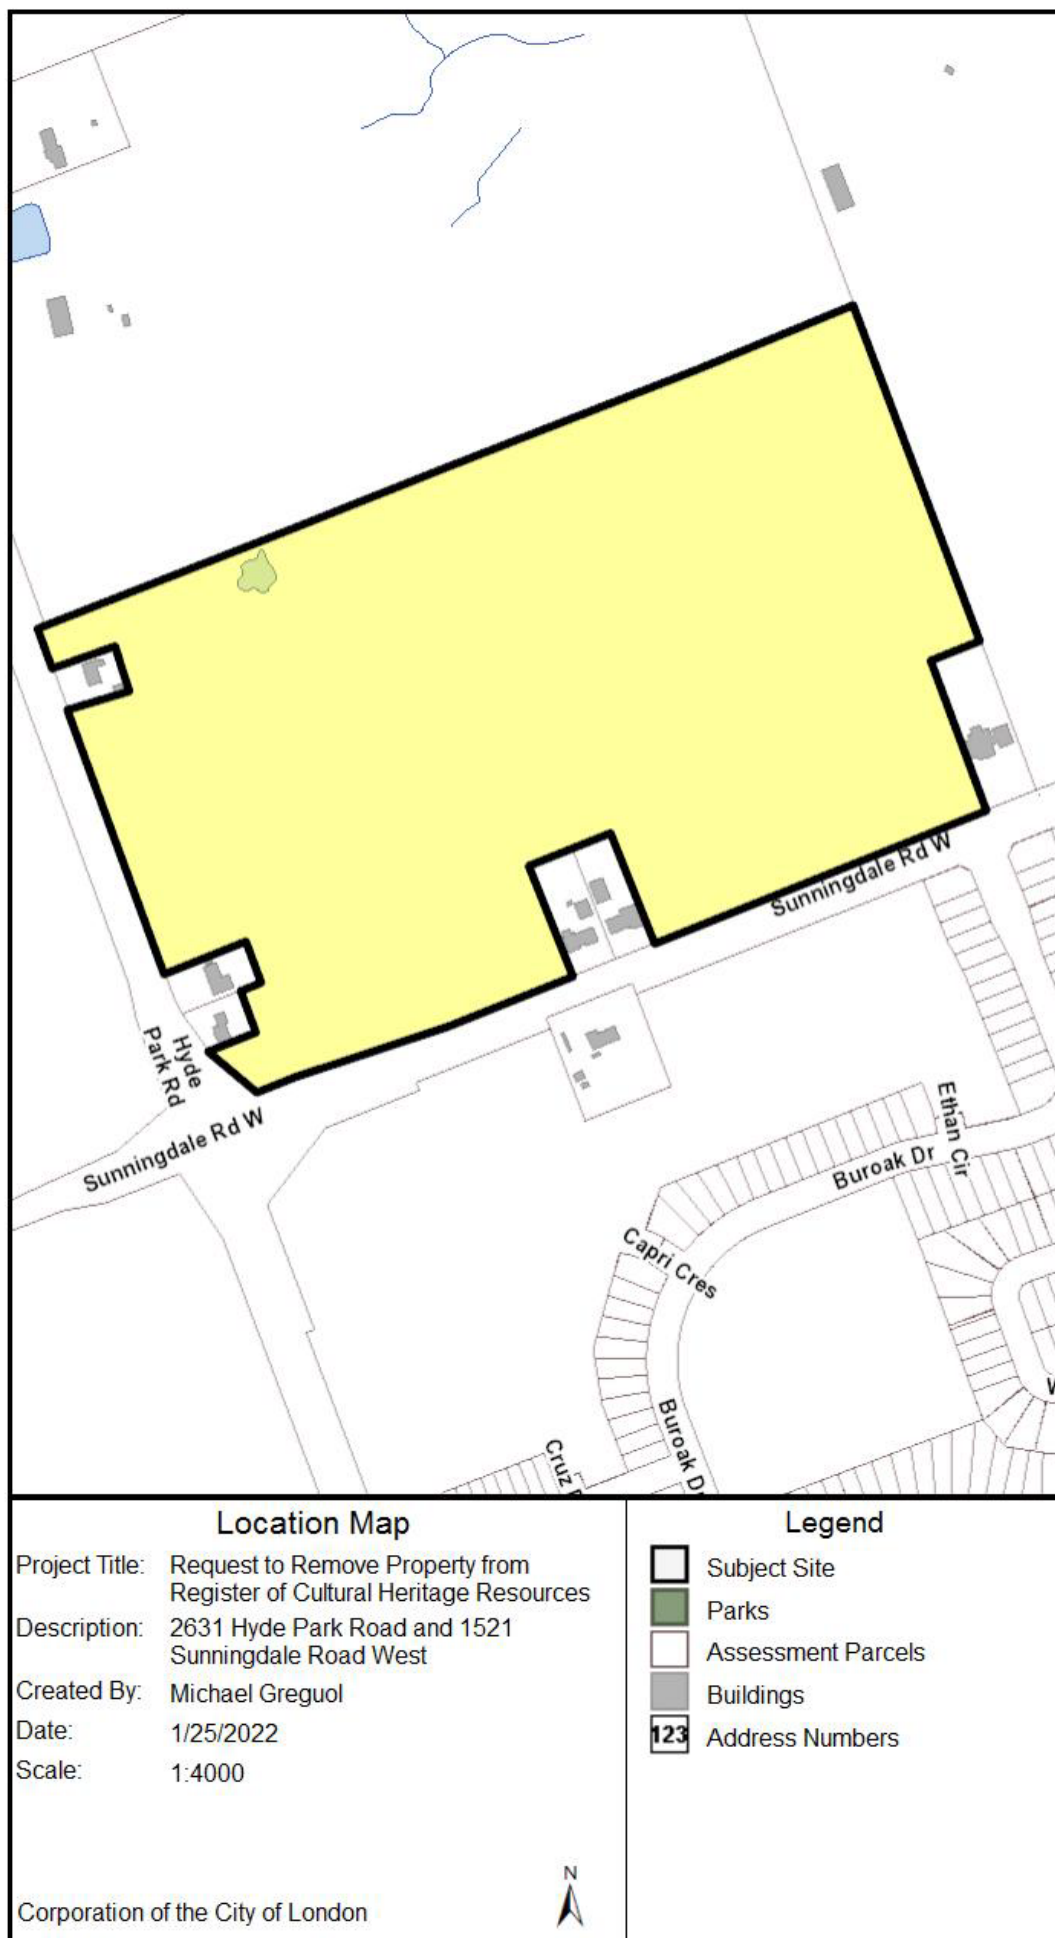 Sunningdale Rd W
Hyde
Park Rd
Sunningdale Rd W
Ethan Cir
Buroak Dr
Capri Cres
Buroak Dr
Cruz
Location Map
Project Title: Request to Remove Property from
Register of Cultural Heritage Resources
Description: 2631 Hyde Park Road and 1521
Sunningdale Road West
Created By: Michael Greguol
Date: 1/25/2022
Scale: 1:4000
Corporation of the City of London
N
Legend
Subject Site
Parks
Assessment Parcels
Buildings
123 Address Numbers